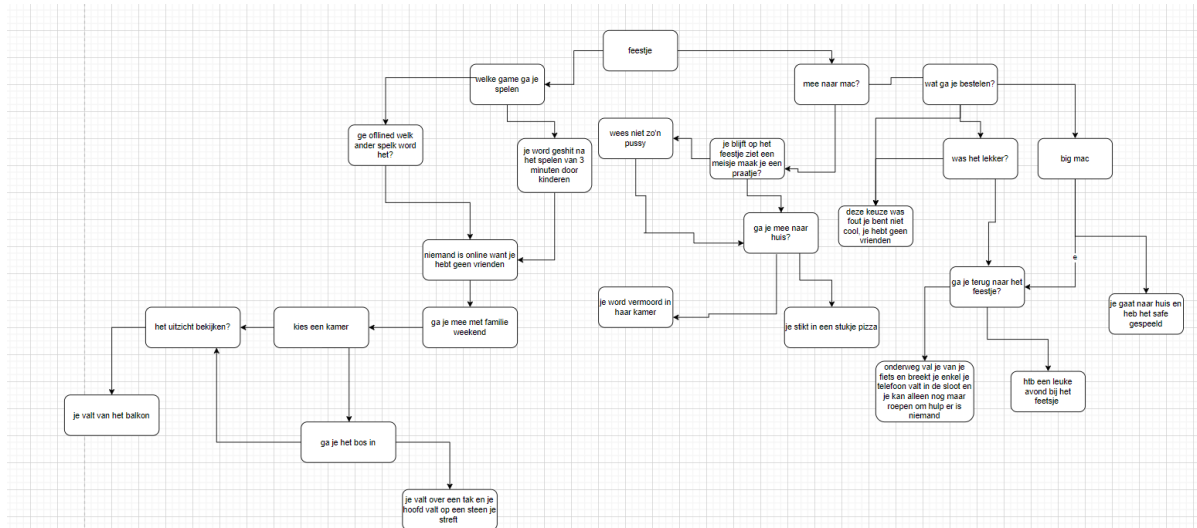 feestje
welke game ga je
spelen
mee naar mac?
wat ga je bestelen?
ge oflined welk
ander spelk word
het?
je word geshit na
het spelen van 3
minuten door
kinderen
wees niet zo'n
pussy
je blijft op het
feestje ziet een
meisje maak je een
praatje?
was het lekker?
big mac
deze keuze was
fout je bent niet
cool, je hebt geen
vrienden
ga je mee naar
huis?
niemand is online want je
hebt geen vrienden
e
ga je terug naar het
feestje?
je gaat naar huis en
heb het safe
gespeeld
je word vermoord in
haar kamer
je stikt in een stukje pizza
het uitzicht bekijken?
kies een kamer
ga je mee met familie
weekend
onderweg val je van je
fiets en breekt je enkel je
telefoon valt in de sloot en
je kan alleen nog maar
roepen om hulp er is
niemand
htb een leuke
avond bij het
feetsje
je valt van het balkon
ga je het bos in
je valt over een tak en je
hoofd valt op een steen je
streft